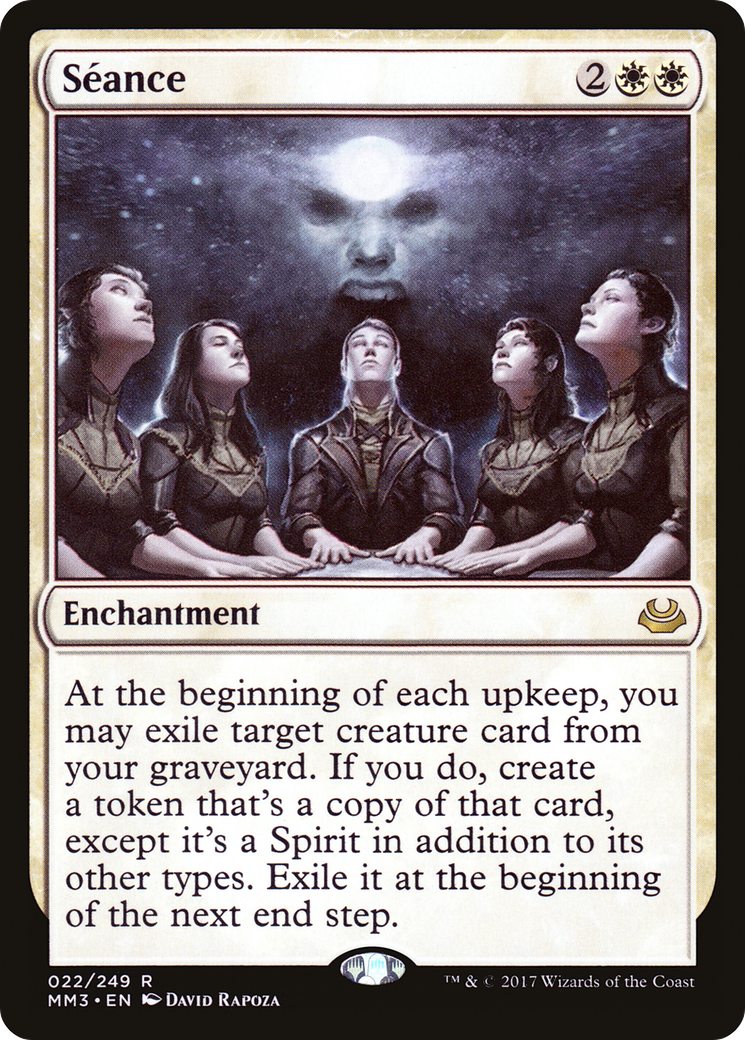 Séance 2
Enchantment
At the beginning of each upkeep, you
may exile target creature card from
your graveyard. If you do, create
a token that's a copy of that card,
except it's a Spirit in addition to its
other types. Exile it at the beginning
of the next end step.
022/249 R
MM3 • EN David Rapoza
™ & © 2017 Wizards of the Coast